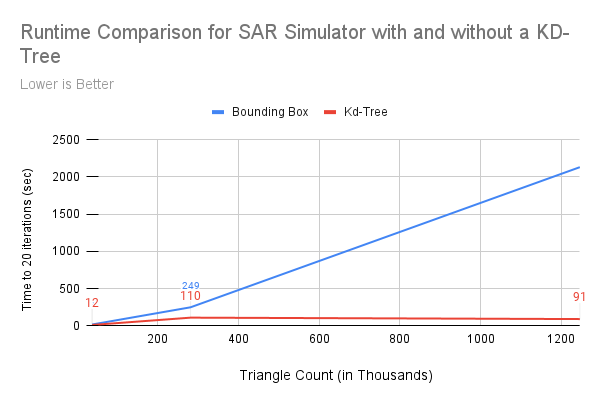 Runtime Comparison for SAR Simulator with and without a KD-
Tree
Lower is Better
Bounding Box Kd-Tree
Time to 20 iterations (sec)
2500
2000
1500
1000
500
0
12
249
110
91
200 400 600 800 1000 1200
Triangle Count (in Thousands)